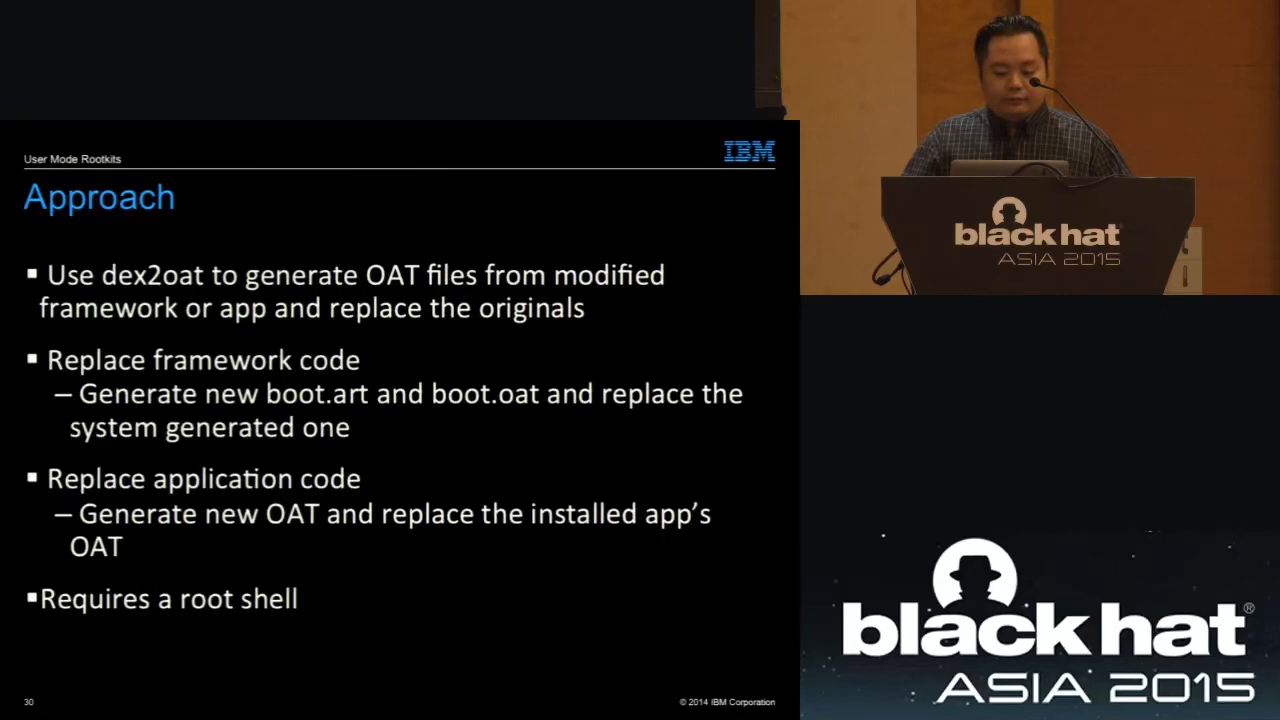 User Mode Rootkits
IBM
Approach
▪ Use dex2oat to generate OAT files from modified
framework or app and replace the originals
▪ Replace framework code
– Generate new boot.art and boot.oat and replace the
system generated one
▪ Replace application code
– Generate new OAT and replace the installed app’s
OAT
▪Requires a root shell
30
© 2014 IBM Corporation
black hat
ASIA 2015
black hat®
ASIA 2015